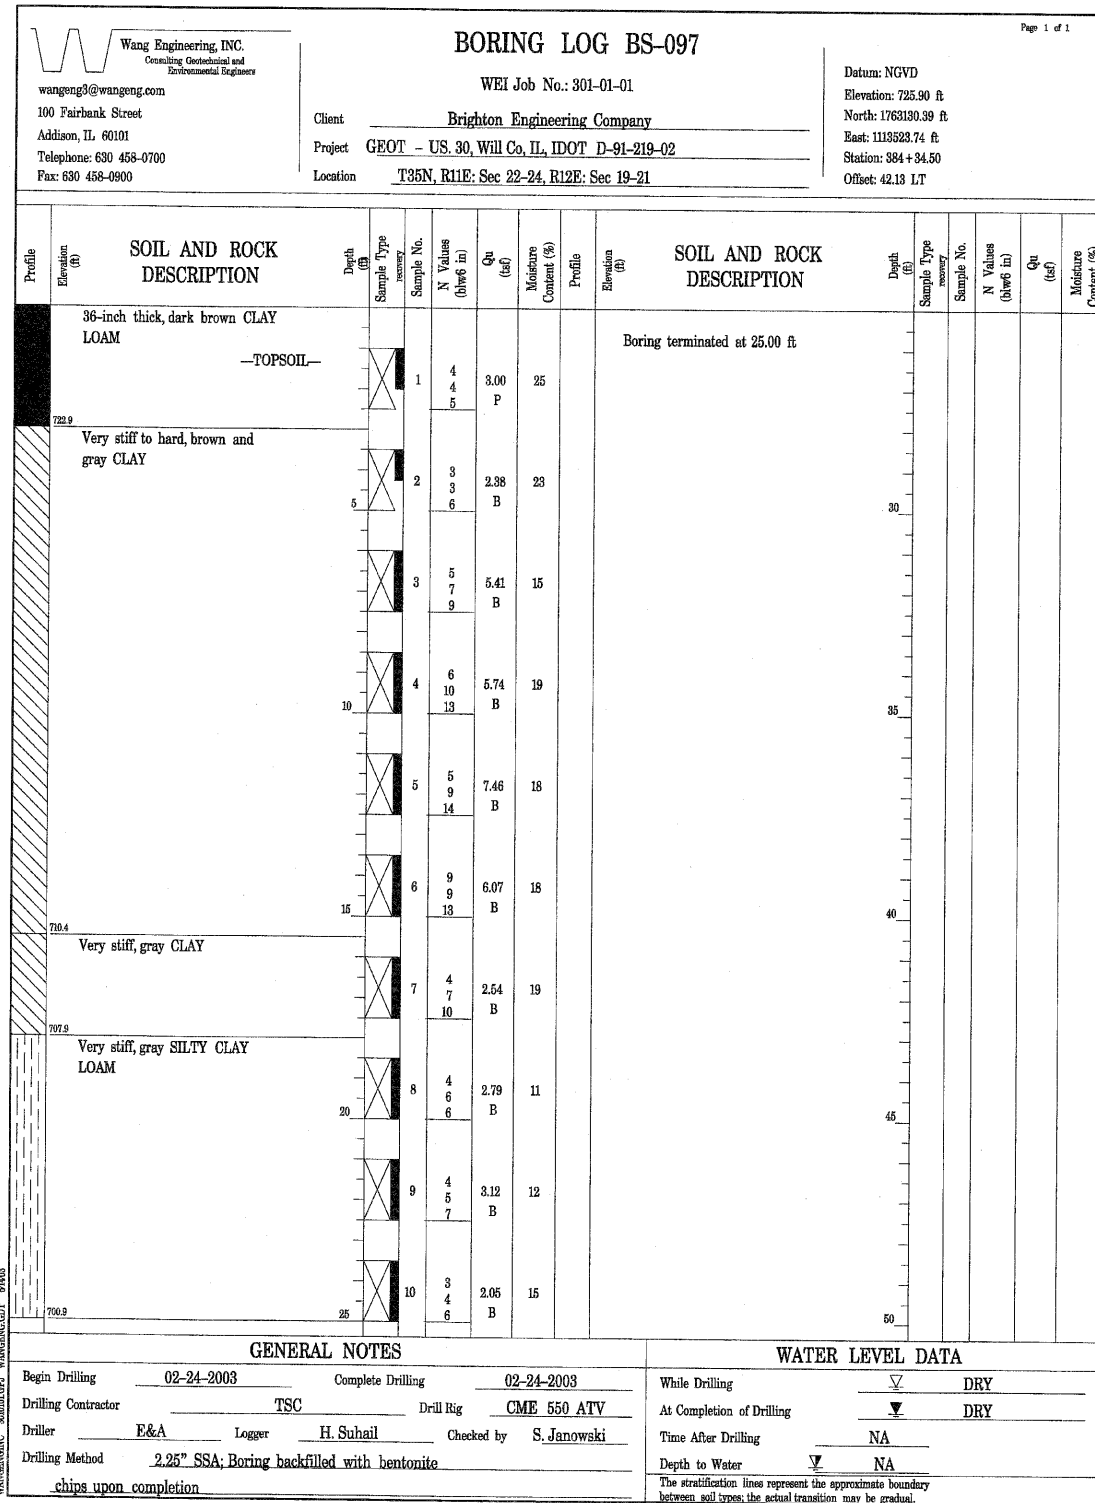 Page 1 of 1
Wang Engineering, INC.
Consulting Geotechnical and
Environmental Engineers
wangeng3@wangeng.com
100 Fairbank Street
Addison, IL 60101
Telephone: 630 458-0700
Fax: 630 458-0900
BORING LOG BS-097
WEI Job No.: 301-01-01
Client Brighton Engineering Company
Project GEOT - US. 30, Will Co, IL, IDOT D-91-219-02
Location T35N, R11E: Sec 22-24, R12E: Sec 19-21
Datum: NGVD
Elevation: 725.90 ft
North: 1763130.39 ft
East: 1113523.74 ft
Station: 384+34.50
Offset: 42.13 LT
Profile
Elevation (ft)
SOIL AND ROCK
DESCRIPTION
Depth (ft)
Sample Type
recovery
Sample No.
N Values
(blw6 in)
Qu
(tsf)
Moisture
Content (%)
Profile
Elevation (ft)
SOIL AND ROCK
DESCRIPTION
Depth (ft)
Sample Type
recovery
Sample No.
N Values
(blw6 in)
Qu
(tsf)
Moisture
Content (%)
36-inch thick, dark brown CLAY
LOAM
—TOPSOIL—
1 4 4 5 3.00 P 25
722.9
Very stiff to hard, brown and
gray CLAY
2 3 3 6 2.38 B 23
5
3 5 7 9 5.41 B 15
4 6 10 13 5.74 B 19
10
5 5 9 14 7.46 B 18
6 9 9 13 6.07 B 18
15
710.4
Very stiff, gray CLAY
7 4 7 10 2.54 B 19
707.9
Very stiff, gray SILTY CLAY
LOAM
8 4 6 6 2.79 B 11
20
9 4 5 7 3.12 B 12
10 3 4 6 2.05 B 15
700.9
25
Boring terminated at 25.00 ft
30
35
40
45
50
GENERAL NOTES
Begin Drilling 02-24-2003 Complete Drilling 02-24-2003
Drilling Contractor TSC Drill Rig CME 550 ATV
Driller E&A Logger H. Suhail Checked by S. Janowski
Drilling Method 2.25" SSA; Boring backfilled with bentonite
chips upon completion
WATER LEVEL DATA
While Drilling DRY
At Completion of Drilling DRY
Time After Drilling NA
Depth to Water NA
The stratification lines represent the approximate boundary
between soil types; the actual transition may be gradual.